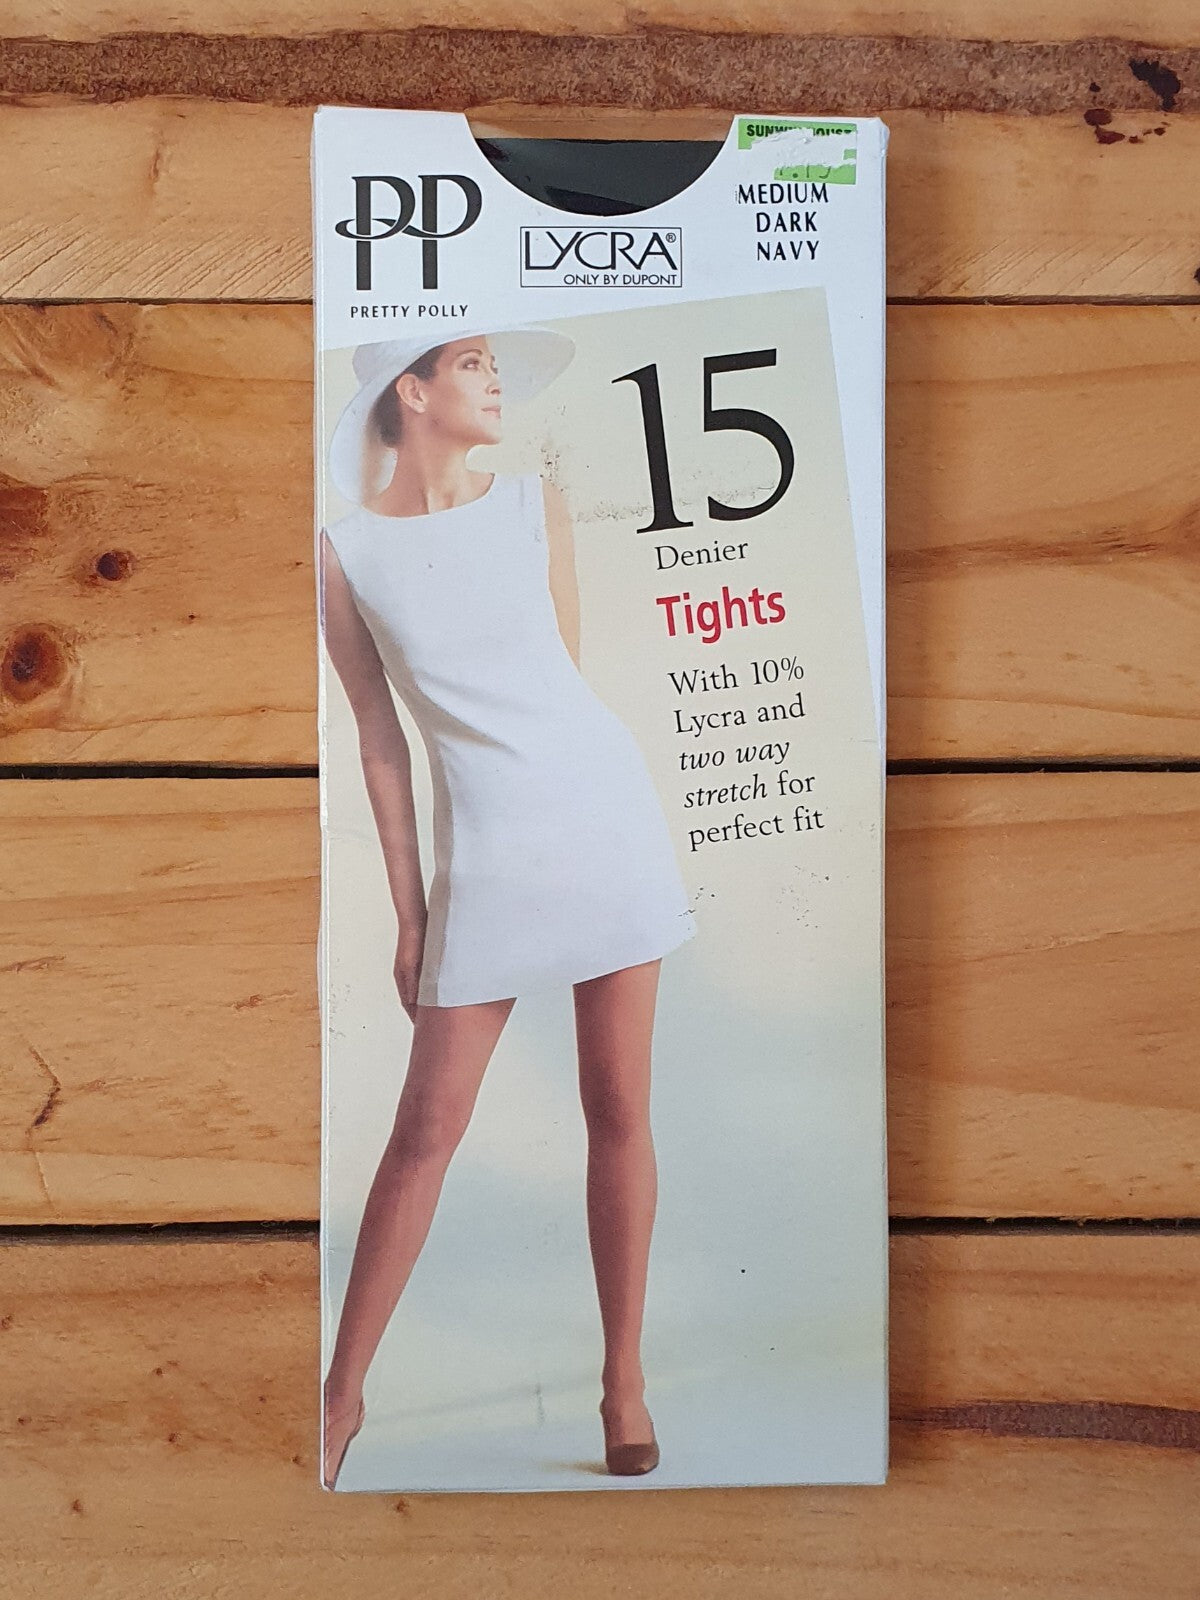 PP
PRETTY POLLY
LYCRA®
ONLY BY DUPONT
MEDIUM
DARK
NAVY
15
Denier
Tights
With 10%
Lycra and
two way
stretch for
perfect fit